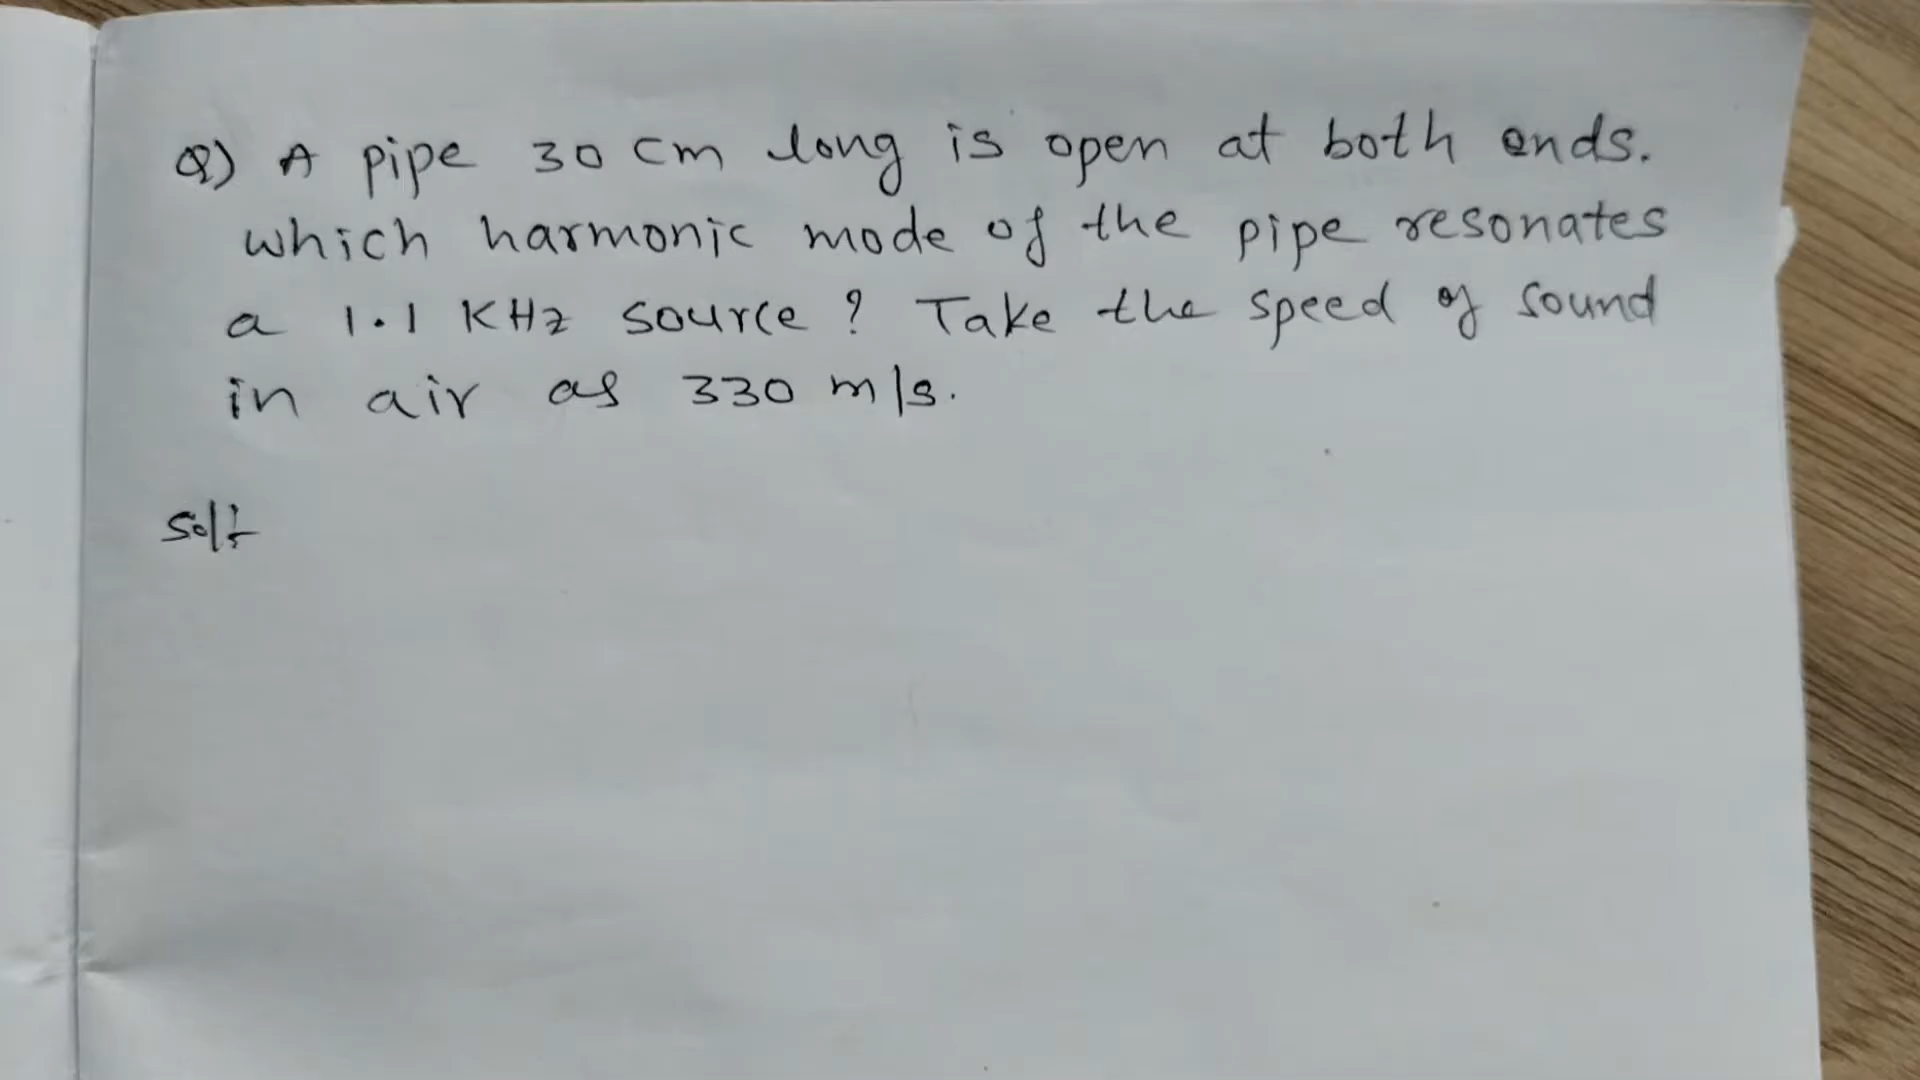 Q) A pipe 30 cm long is open at both ends.
which harmonic mode of the pipe resonates
a 1.1 KHz source ? Take the speed of sound
in air as 330 m/s.
Sol:-